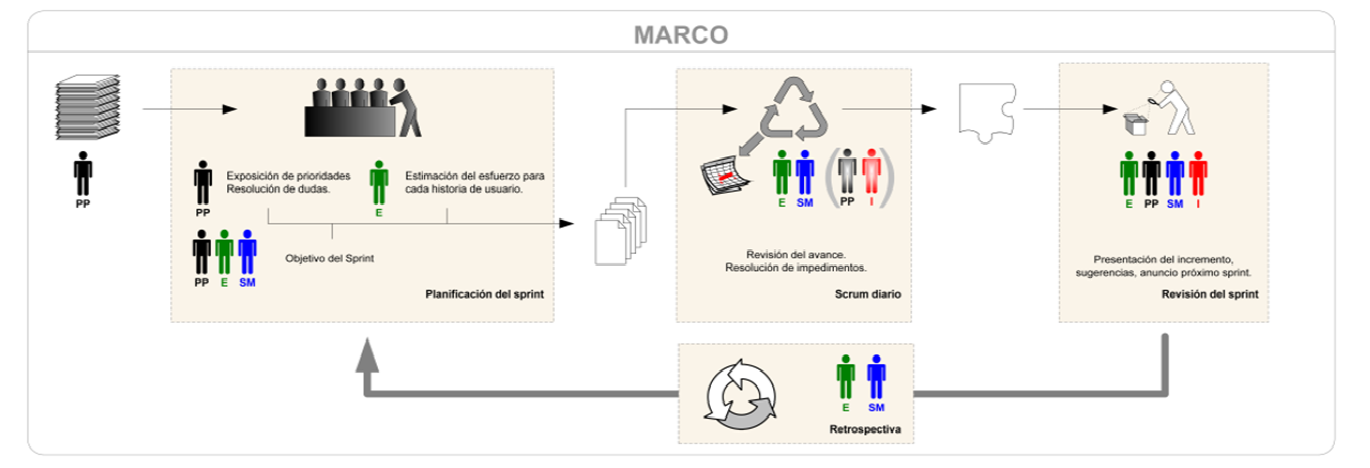 MARCO
PP
PP
Exposición de prioridades
Resolución de dudas.
E
Estimación del esfuerzo para
cada historia de usuario.
PP E SM
Objetivo del Sprint
Planificación del sprint
E SM PP I
Revisión del avance.
Resolución de impedimentos.
Scrum diario
E PP SM I
Presentación del incremento,
sugerencias, anuncio próximo sprint.
Revisión del sprint
E SM
Retrospectiva